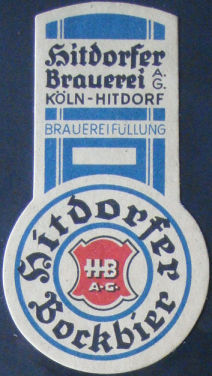 Hitdorfer
Brauerei A.G.
KÖLN-HITDORF
BRAUEREIFÜLLUNG
Hitdorfer
HB
A-G.
Bockbier